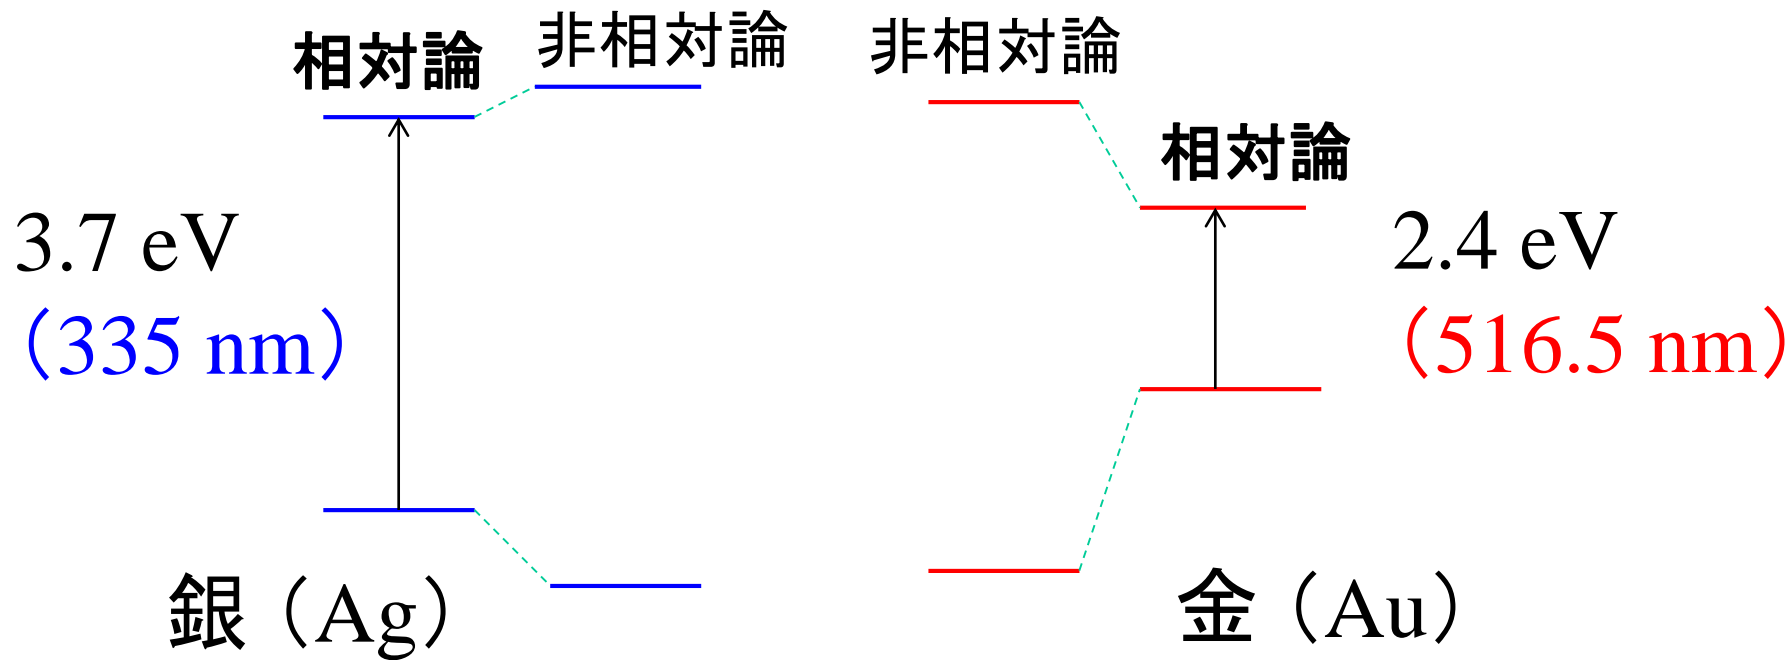 相対論
非相対論
3.7 eV
（335 nm）
銀（Ag）
非相対論
相対論
2.4 eV
（516.5 nm）
金（Au）